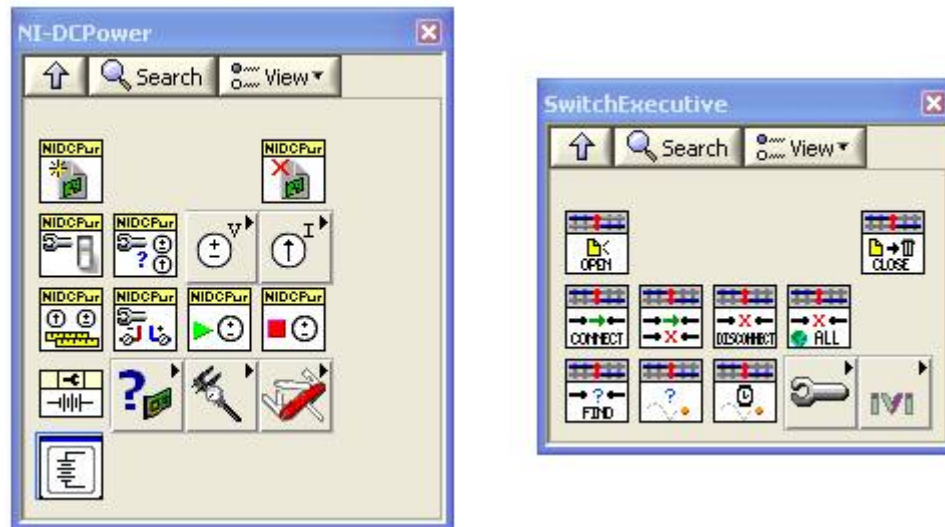 NI-DCPower
Search
View
NIDCPwr
NIDCPwr
NIDCPwr
NIDCPwr
V
I
NIDCPwr
NIDCPwr
NIDCPwr
NIDCPwr
?
SwitchExecutive
Search
View
OPEN
CLOSE
CONNECT
DISCONNECT
ALL
?
FIND
?
IVI